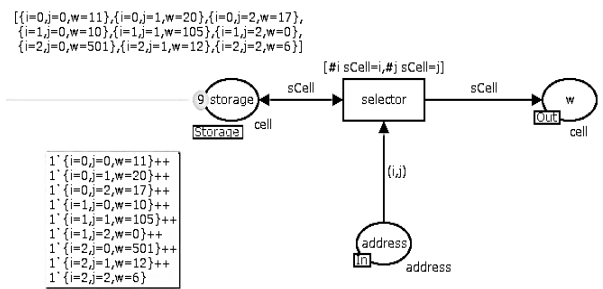 [{i=0,j=0,w=11},{i=0,j=1,w=20},{i=0,j=2,w=17},
{i=1,j=0,w=10},{i=1,j=1,w=105},{i=1,j=2,w=0},
{i=2,j=0,w=501},{i=2,j=1,w=12},{i=2,j=2,w=6}]
[#i sCell=i,#j sCell=j]
9 storage
sCell
selector
sCell
w
Storage
cell
Out
cell
1`{i=0,j=0,w=11}++
1`{i=0,j=1,w=20}++
1`{i=0,j=2,w=17}++
1`{i=1,j=0,w=10}++
1`{i=1,j=1,w=105}++
1`{i=1,j=2,w=0}++
1`{i=2,j=0,w=501}++
1`{i=2,j=1,w=12}++
1`{i=2,j=2,w=6}
(i,j)
address
In
address